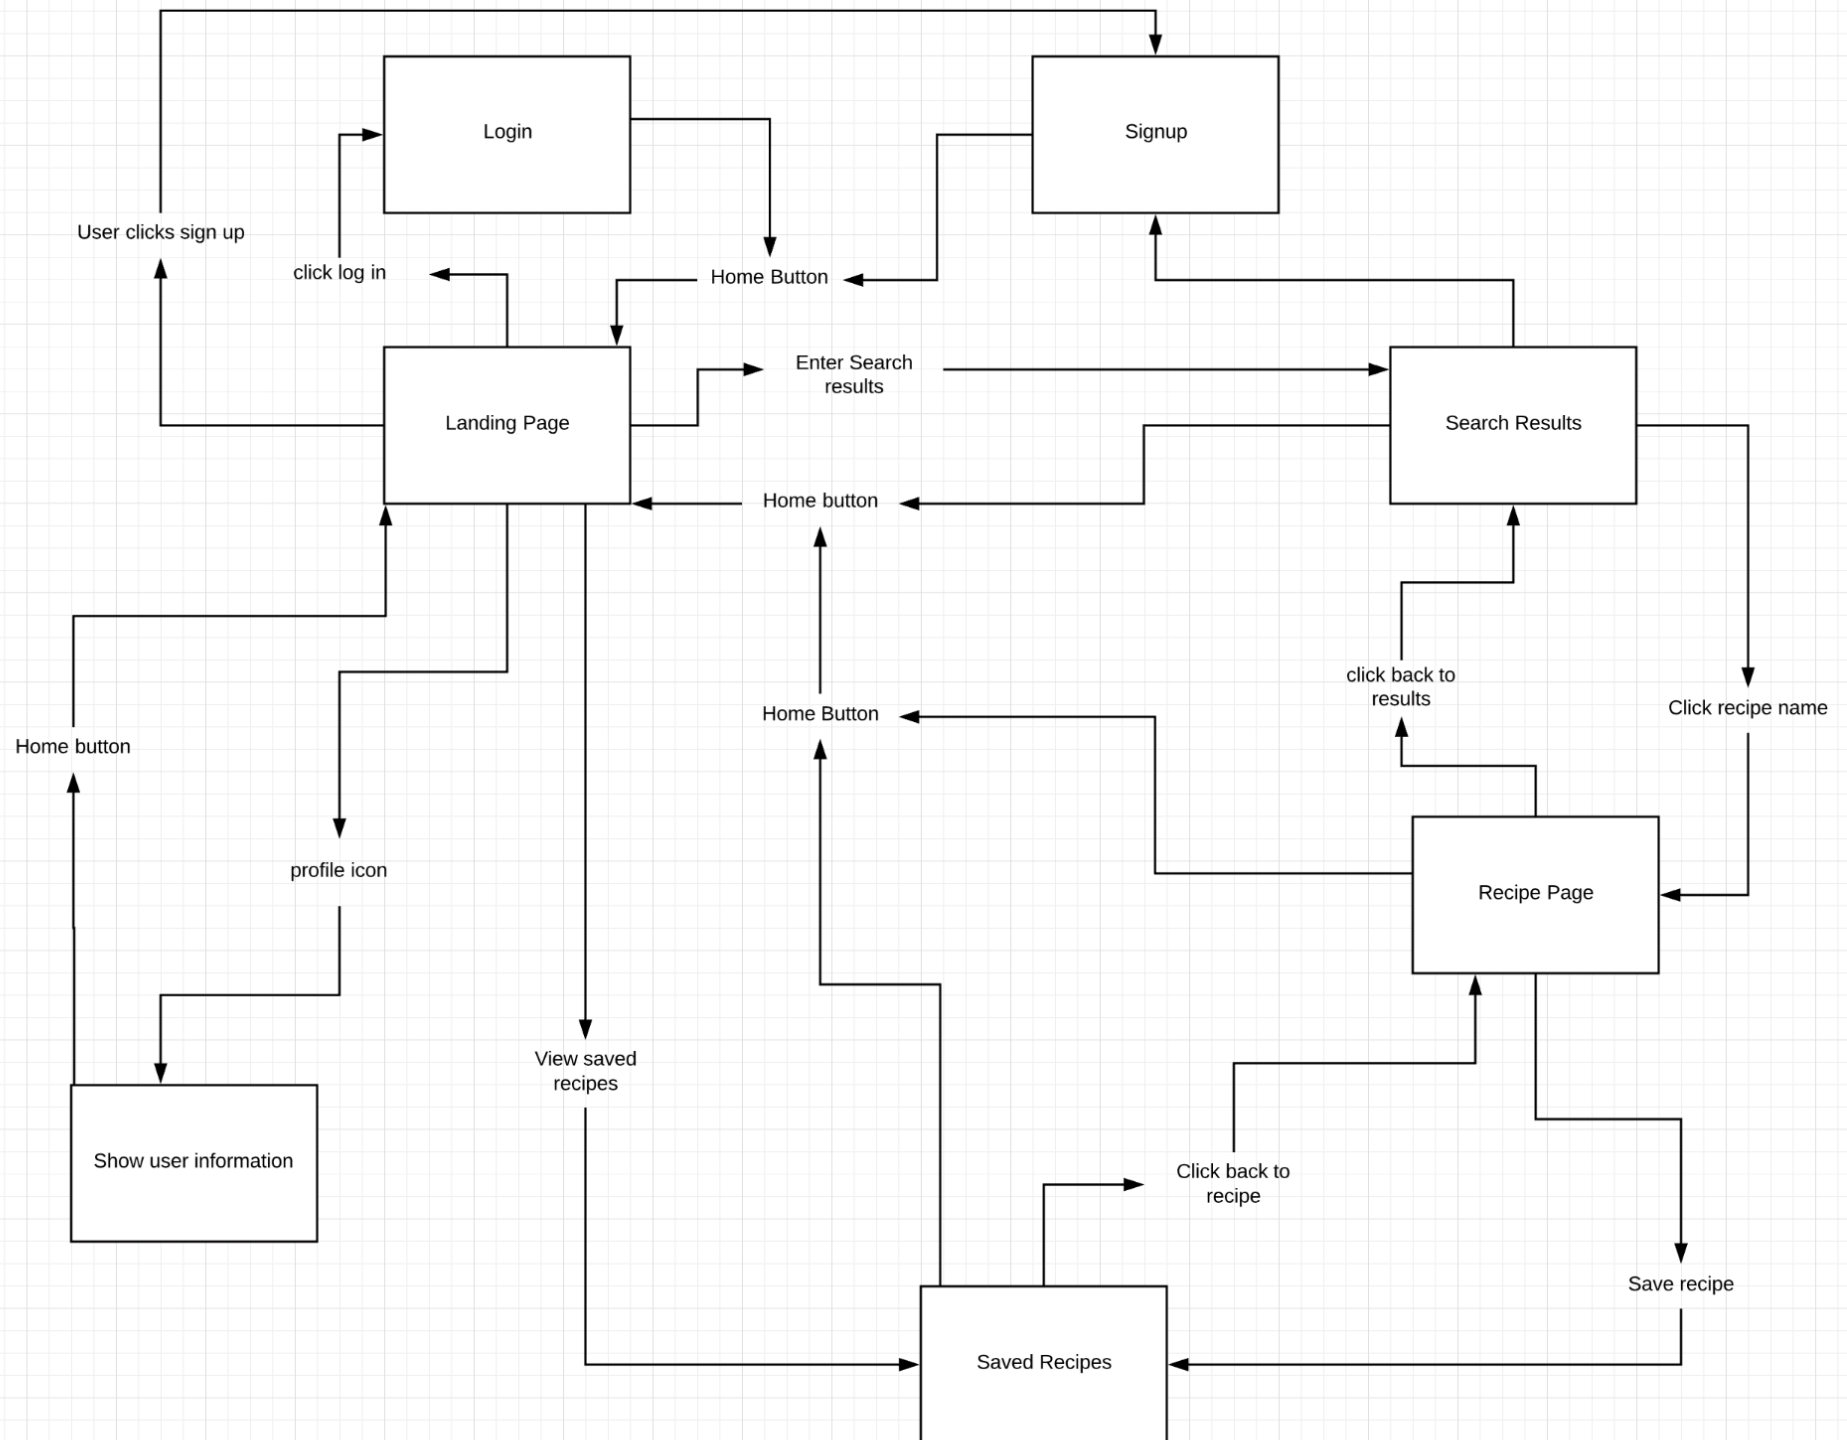 Login
Signup
User clicks sign up
click log in
Home Button
Enter Search
results
Landing Page
Search Results
Home button
click back to
results
Click recipe name
Home Button
Home button
profile icon
Recipe Page
View saved
recipes
Show user information
Click back to
recipe
Save recipe
Saved Recipes